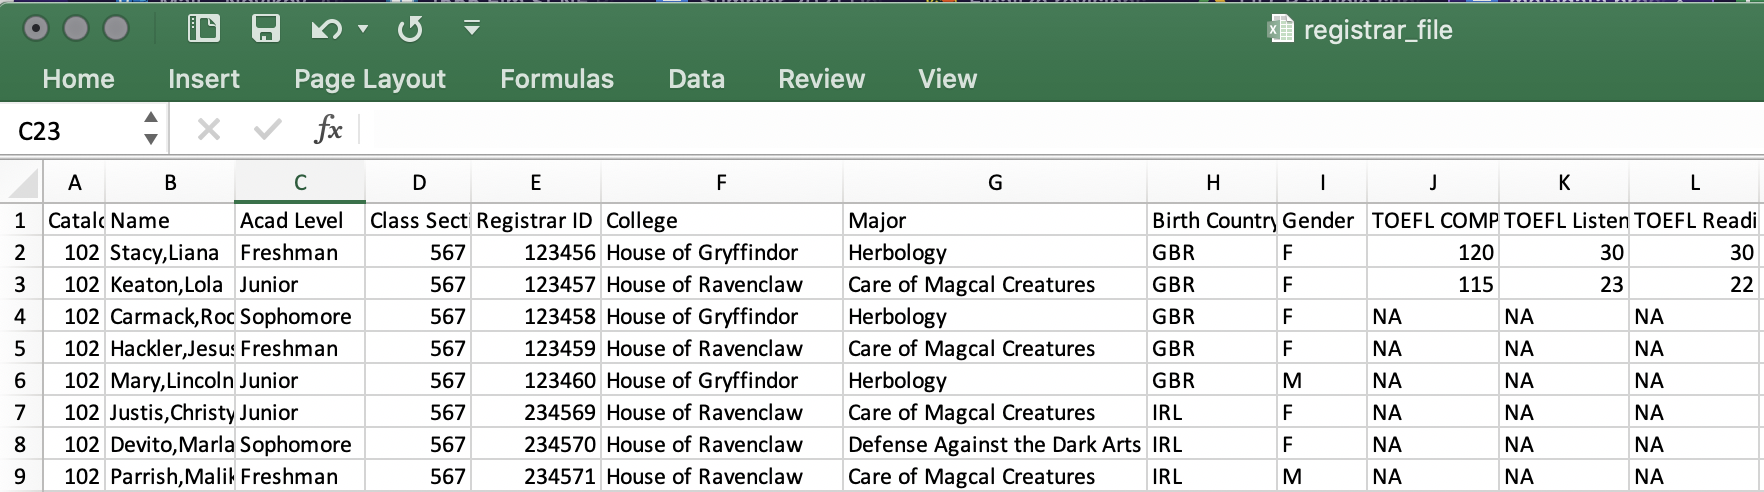 registrar_file
Home Insert Page Layout Formulas Data Review View
C23 fx
A B C D E F G H I J K L
1 Catalo Name Acad Level Class Secti Registrar ID College Major Birth Country Gender TOEFL COMP TOEFL Listen TOEFL Readi
2 102 Stacy,Liana Freshman 567 123456 House of Gryffindor Herbology GBR F 120 30 30
3 102 Keaton,Lola Junior 567 123457 House of Ravenclaw Care of Magcal Creatures GBR F 115 23 22
4 102 Carmack,Roc Sophomore 567 123458 House of Gryffindor Herbology GBR F NA NA NA
5 102 Hackler,Jesus Freshman 567 123459 House of Ravenclaw Care of Magcal Creatures GBR F NA NA NA
6 102 Mary,Lincoln Junior 567 123460 House of Gryffindor Herbology GBR M NA NA NA
7 102 Justis,Christy Junior 567 234569 House of Ravenclaw Care of Magcal Creatures IRL F NA NA NA
8 102 Devito,Marla Sophomore 567 234570 House of Ravenclaw Defense Against the Dark Arts IRL F NA NA NA
9 102 Parrish,Malik Freshman 567 234571 House of Ravenclaw Care of Magcal Creatures IRL M NA NA NA